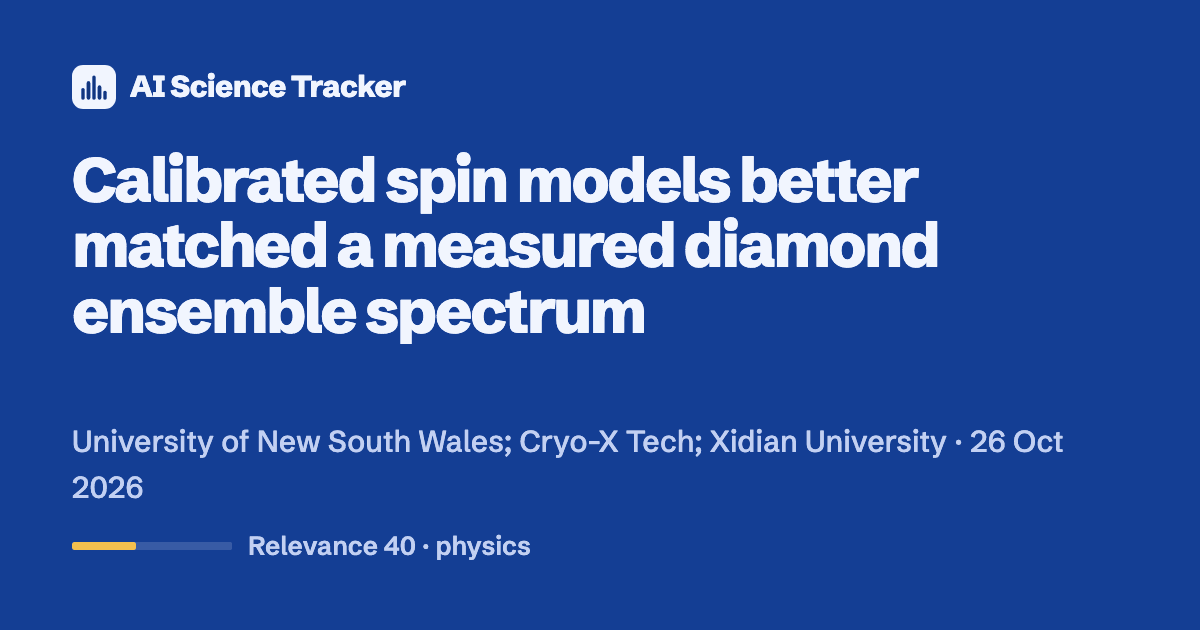 AI Science Tracker
Calibrated spin models better
matched a measured diamond
ensemble spectrum
University of New South Wales; Cryo-X Tech; Xidian University · 26 Oct
2026
Relevance 40 · physics